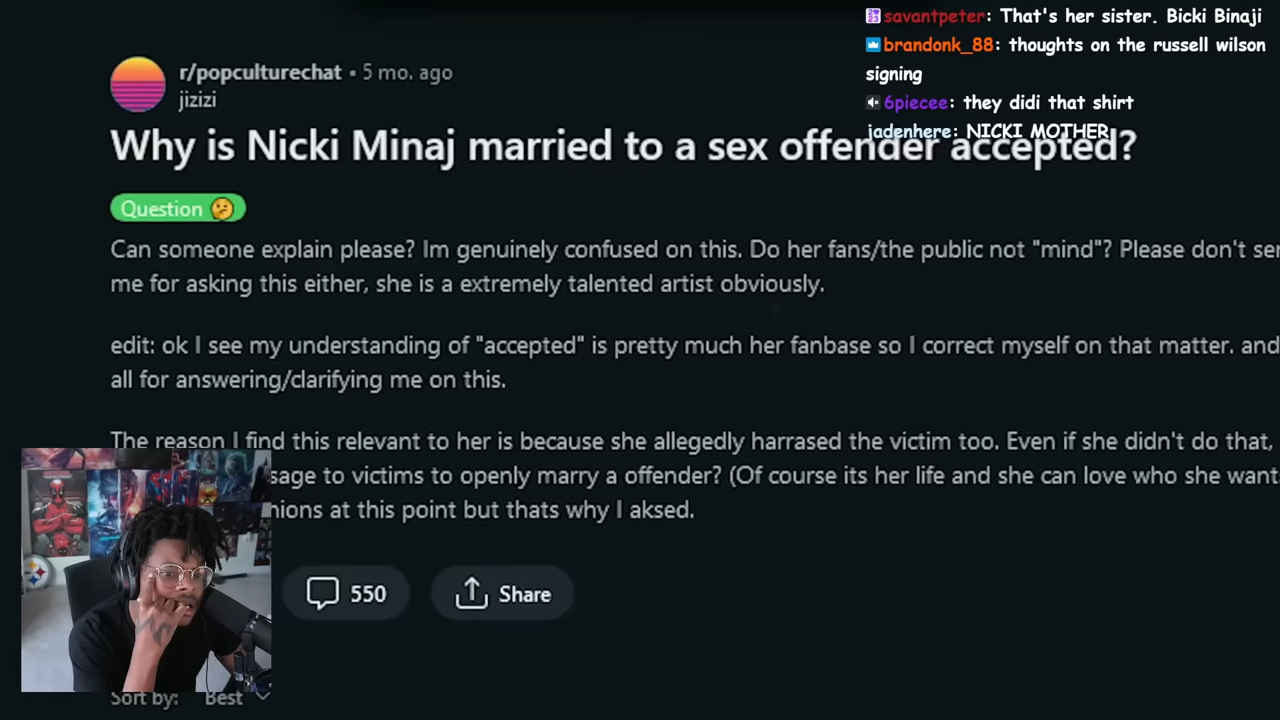 savantpeter: That's her sister. Bicki Binaji
brandonk_88: thoughts on the russell wilson
signing
6piecee: they didi that shirt
jadenhere: NICKI MOTHER
r/popculturechat • 5 mo. ago
jizizi
Why is Nicki Minaj married to a sex offender accepted?
Question
Can someone explain please? Im genuinely confused on this. Do her fans/the public not "mind"? Please don't
me for asking this either, she is a extremely talented artist obviously.
edit: ok I see my understanding of "accepted" is pretty much her fanbase so I correct myself on that matter. and
all for answering/clarifying me on this.
The reason I find this relevant to her is because she allegedly harrased the victim too. Even if she didn't do that,
sage to victims to openly marry a offender? (Of course its her life and she can love who she want
nions at this point but thats why I aksed.
550
Share
Sort by: Best